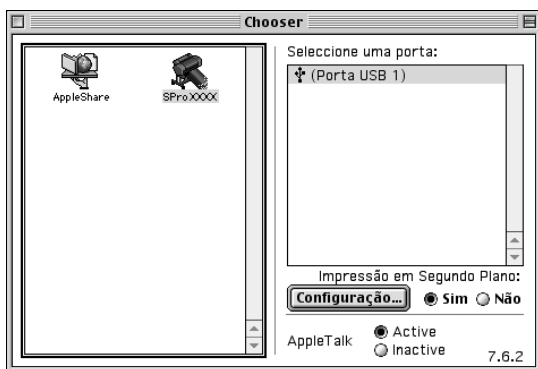 Chooser
AppleShare
SPro XXXX
Seleccione uma porta:
(Porta USB 1)
Impressão em Segundo Plano:
Configuração... Sim Não
AppleTalk
Active
Inactive
7.6.2